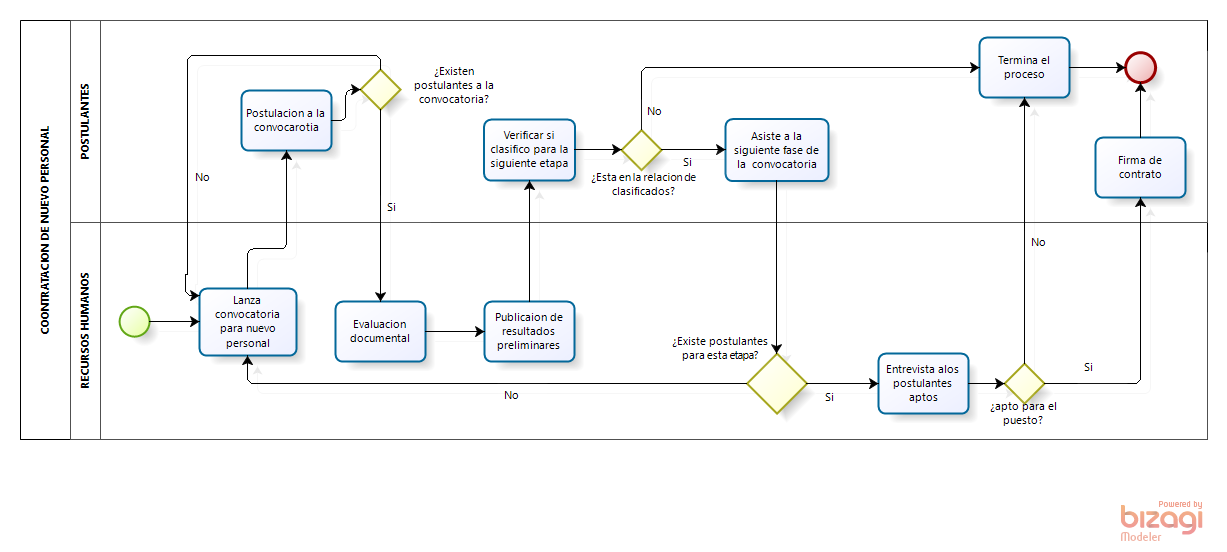 COONTRATACION DE NUEVO PERSONAL
POSTULANTES
RECURSOS HUMANOS
¿Existen
postulantes a la
convocatoria?
Postulacion a la
convocarotia
No
Si
Lanza
convocatoria
para nuevo
personal
Evaluacion
documental
Publicaion de
resultados
preliminares
Verificar si
clasifico para la
siguiente etapa
No
Si
¿Esta en la relacion de
clasificados?
Asiste a la
siguiente fase de
la convocatoria
Termina el
proceso
Firma de
contrato
No
¿Existe postulantes
para esta etapa?
No
Si
Entrevista alos
postulantes
aptos
¿apto para el
puesto?
Si
Powered by
bizagi
Modeler